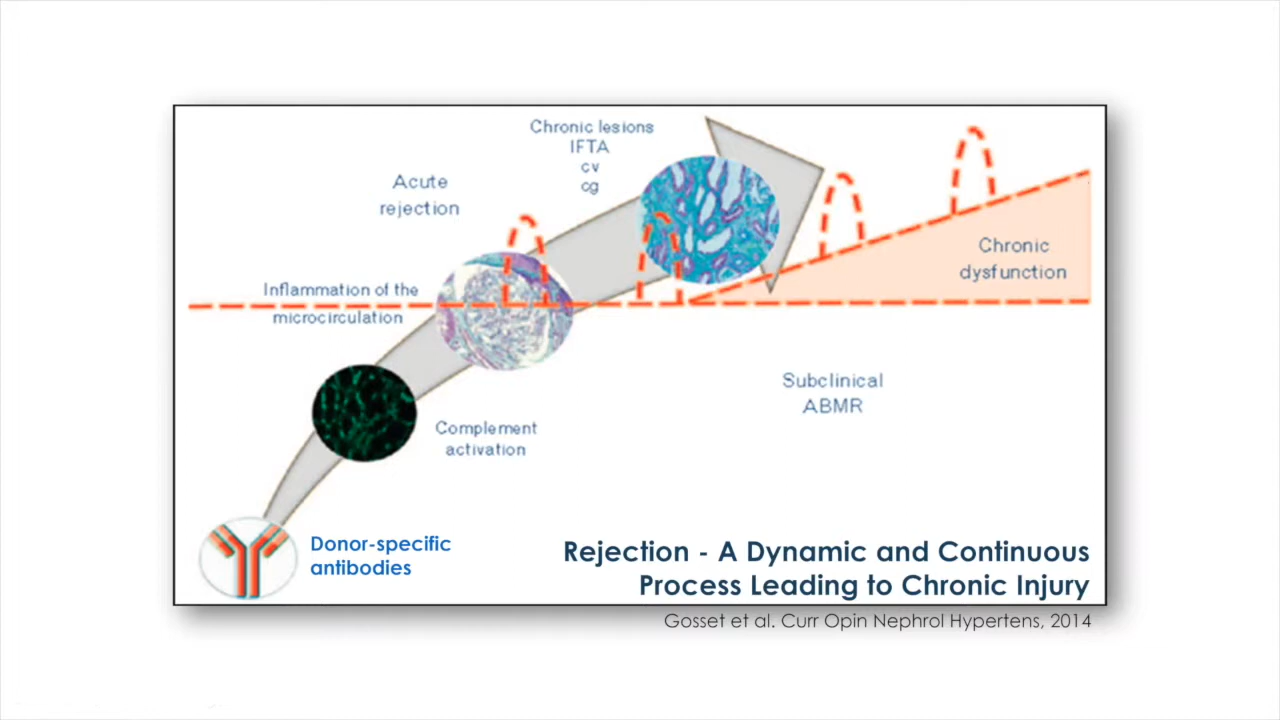 Chronic lesions
IFTA
cv
cg
Acute
rejection
Inflammation of the
microcirculation
Chronic
dysfunction
Subclinical
ABMR
Complement
activation
Donor-specific
antibodies
Rejection - A Dynamic and Continuous
Process Leading to Chronic Injury
Gosset et al. Curr Opin Nephrol Hypertens, 2014